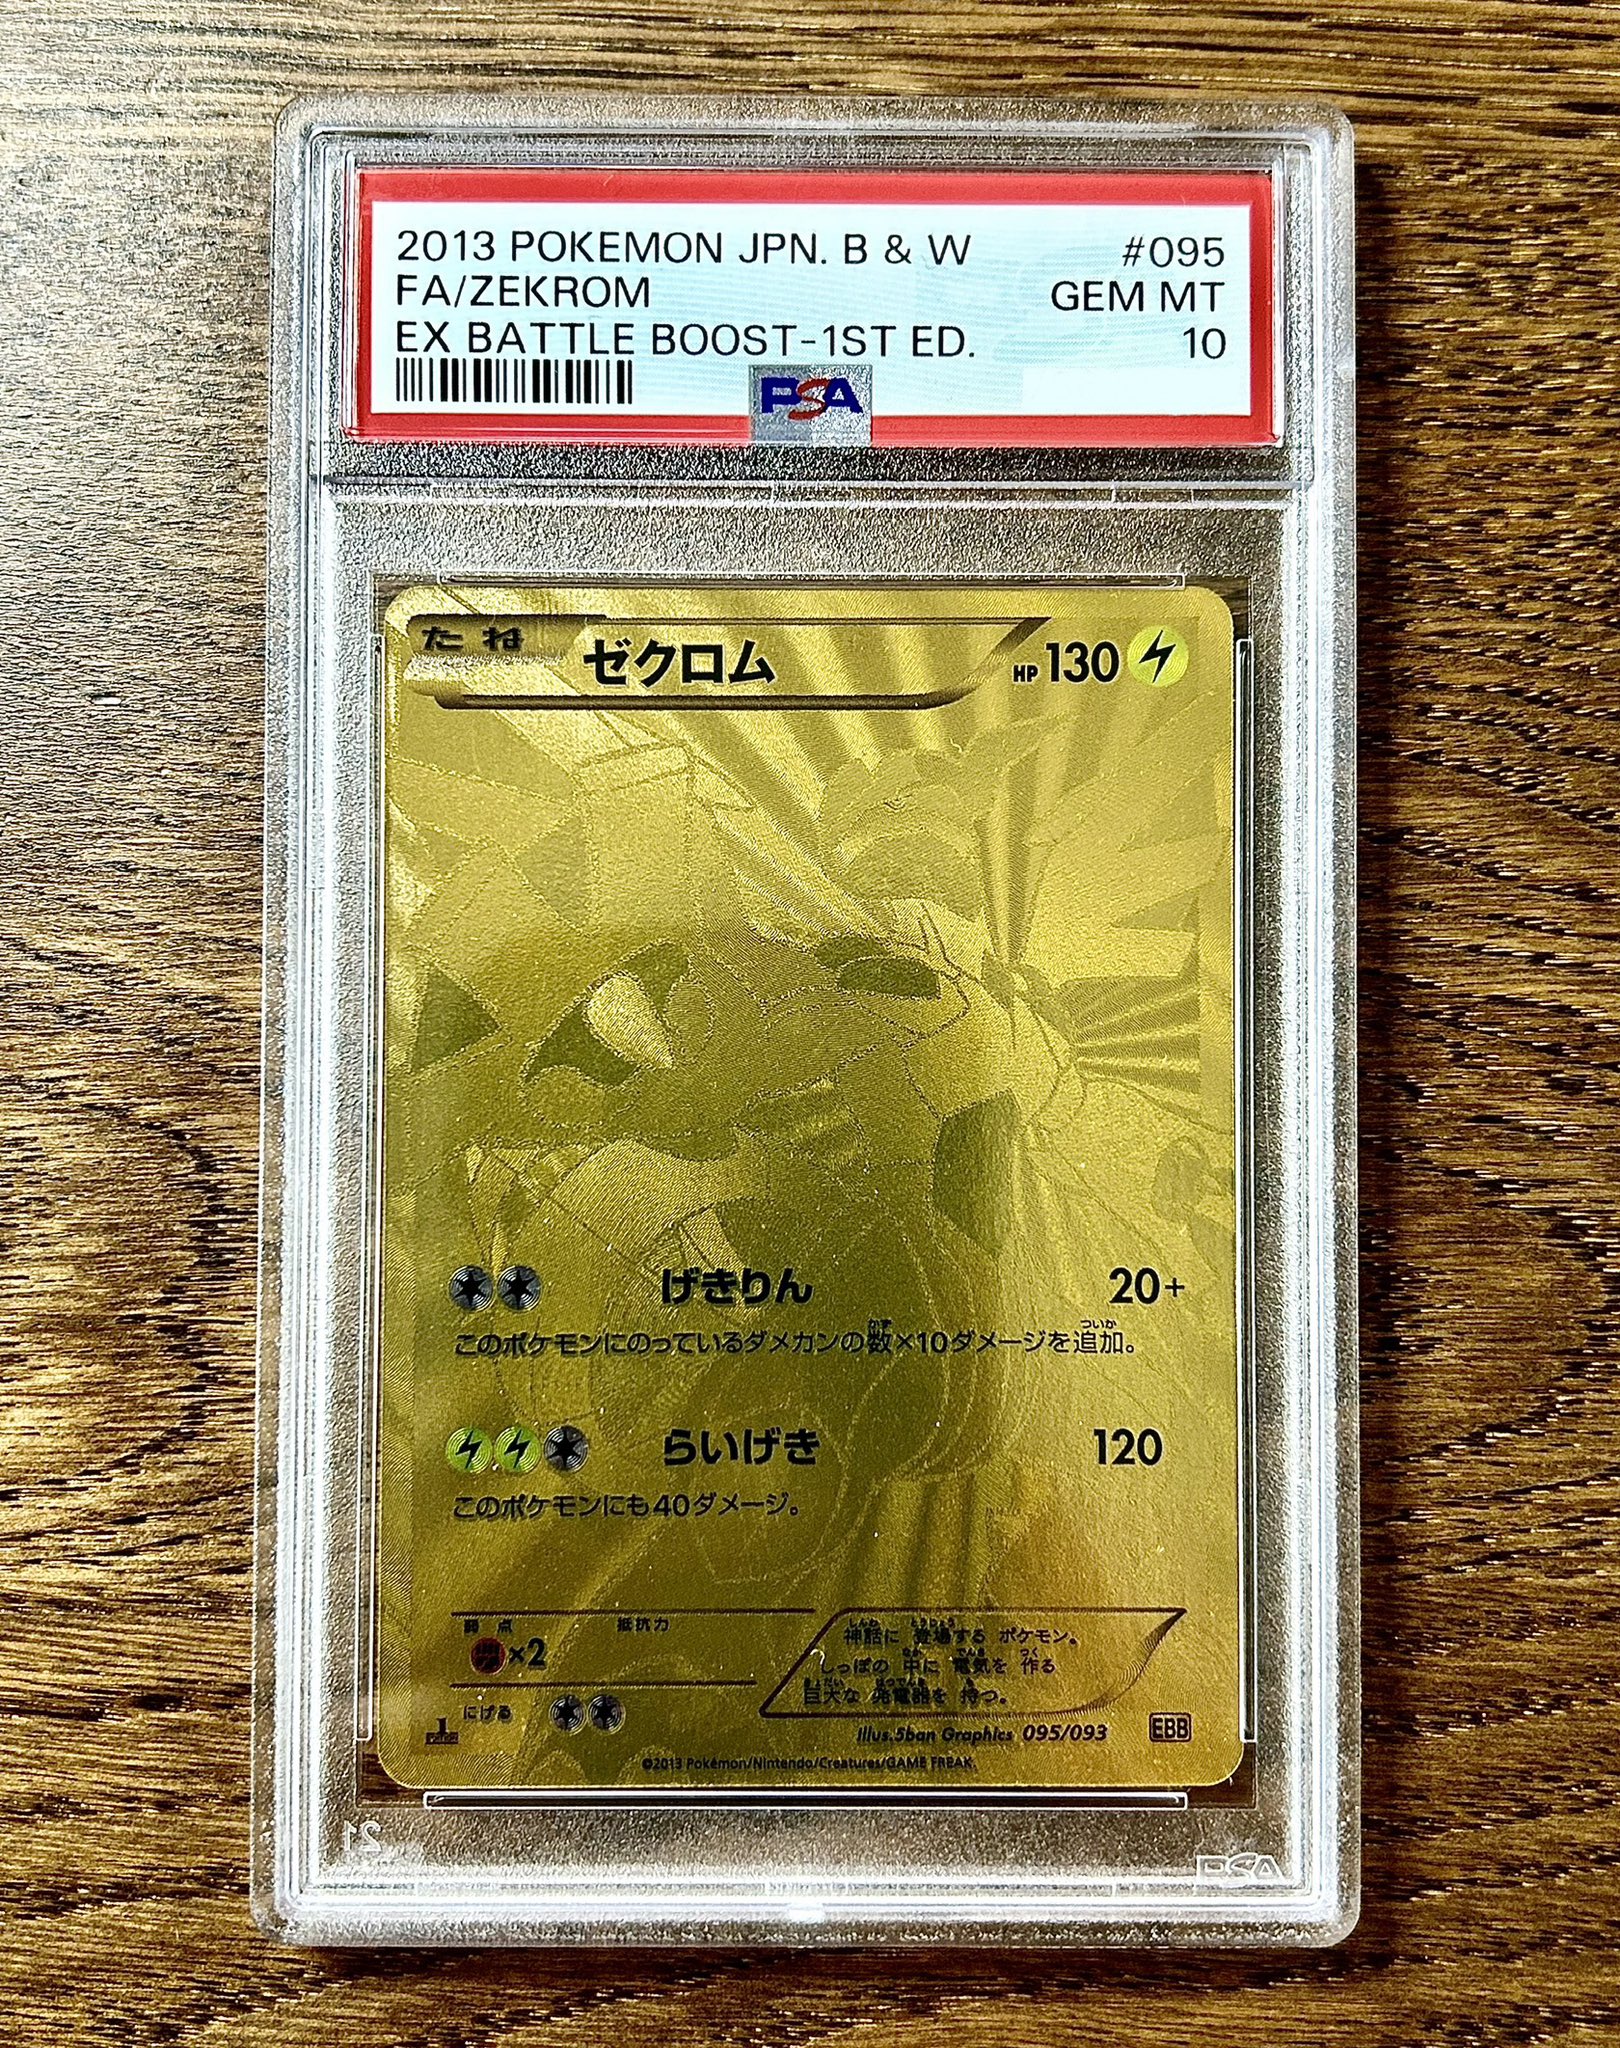 2013 POKEMON JPN. B & W #095
FA/ZEKROM GEM MT
EX BATTLE BOOST-1ST ED. 10
PSA
たね ゼクロム HP 130
げきりん 20+
このポケモンにのっているダメカンの数×10ダメージを追加。
らいげき 120
このポケモンにも40ダメージ。
弱点 抵抗力
×2
にげる
神話に 登場する ポケモン。
しっぽの 中に 電気を 作る
巨大な 発電器を 持つ。
Illus.5ban Graphics 095/093 EBB
©2013 Pokémon/Nintendo/Creatures/GAME FREAK.
PSA